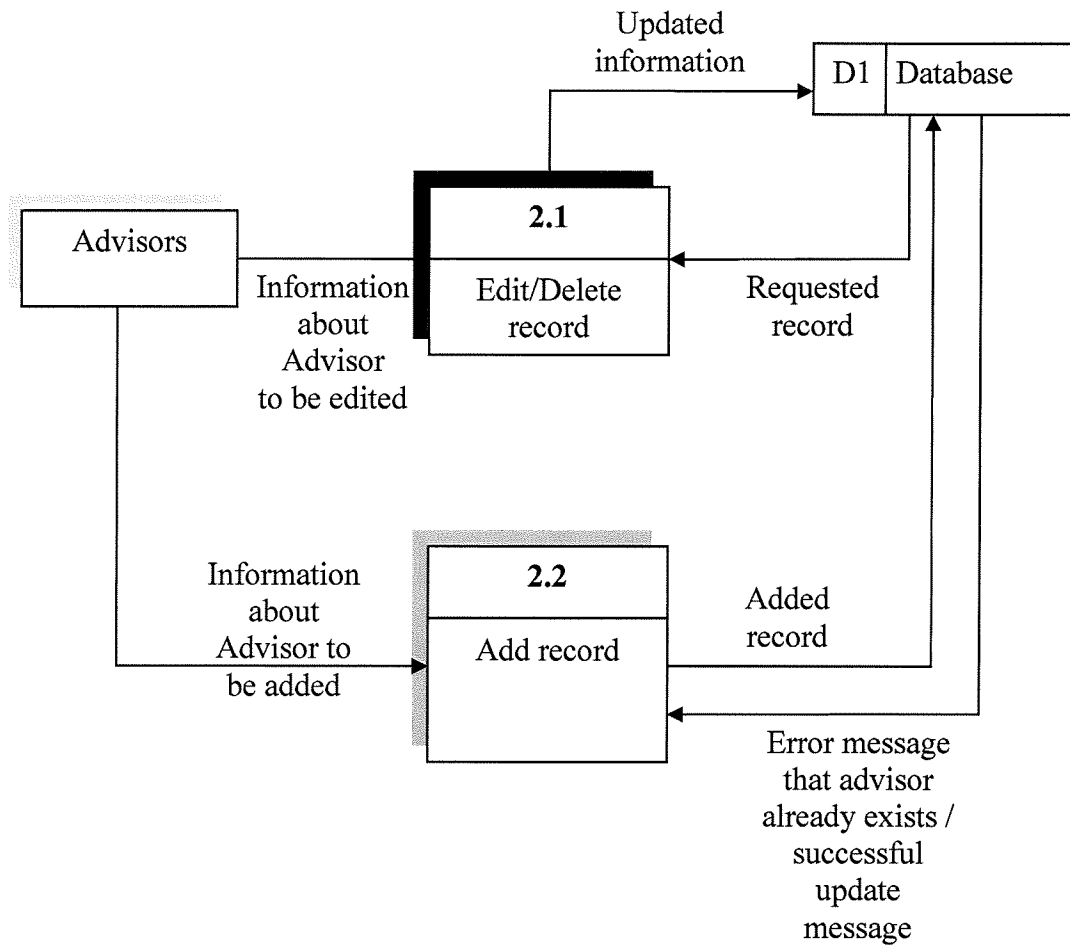 Updated
information
D1 Database
Advisors
2.1
Edit/Delete
record
Information
about
Advisor
to be edited
Requested
record
Information
about
Advisor to
be added
2.2
Add record
Added
record
Error message
that advisor
already exists /
successful
update
message